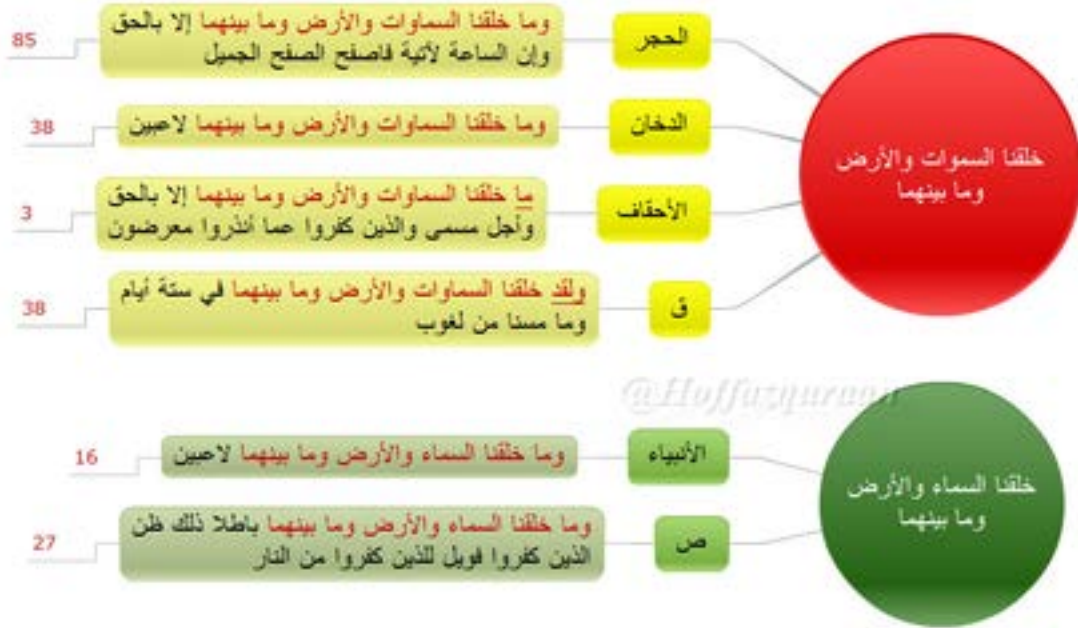 خلقنا السموات والأرض
وما بينهما
الحجر
وما خلقنا السماوات والأرض وما بينهما إلا بالحق
وإن الساعة لآتية فاصفح الصفح الجميل
85
الدخان
وما خلقنا السماوات والأرض وما بينهما لاعبين
38
الأحقاف
ما خلقنا السماوات والأرض وما بينهما إلا بالحق
وأجل مسمى والذين كفروا عما أنذروا معرضون
3
ق
ولقد خلقنا السماوات والأرض وما بينهما في ستة أيام
وما مسنا من لغوب
38
@Hoffazquraan
خلقنا السماء والأرض
وما بينهما
الأنبياء
وما خلقنا السماء والأرض وما بينهما لاعبين
16
ص
وما خلقنا السماء والأرض وما بينهما باطلا ذلك ظن
الذين كفروا فويل للذين كفروا من النار
27